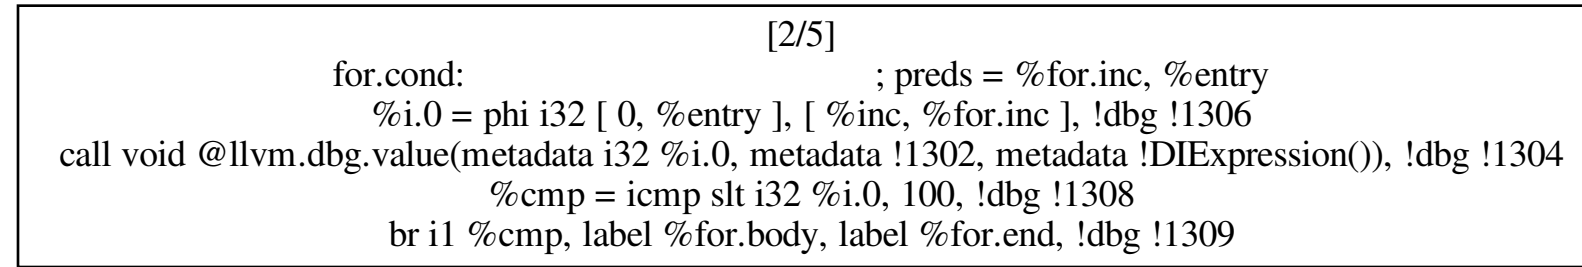 [2/5]
for.cond: ; preds = %for.inc, %entry
%i.0 = phi i32 [ 0, %entry ], [ %inc, %for.inc ], !dbg !1306
call void @llvm.dbg.value(metadata i32 %i.0, metadata !1302, metadata !DIExpression()), !dbg !1304
%cmp = icmp slt i32 %i.0, 100, !dbg !1308
br i1 %cmp, label %for.body, label %for.end, !dbg !1309